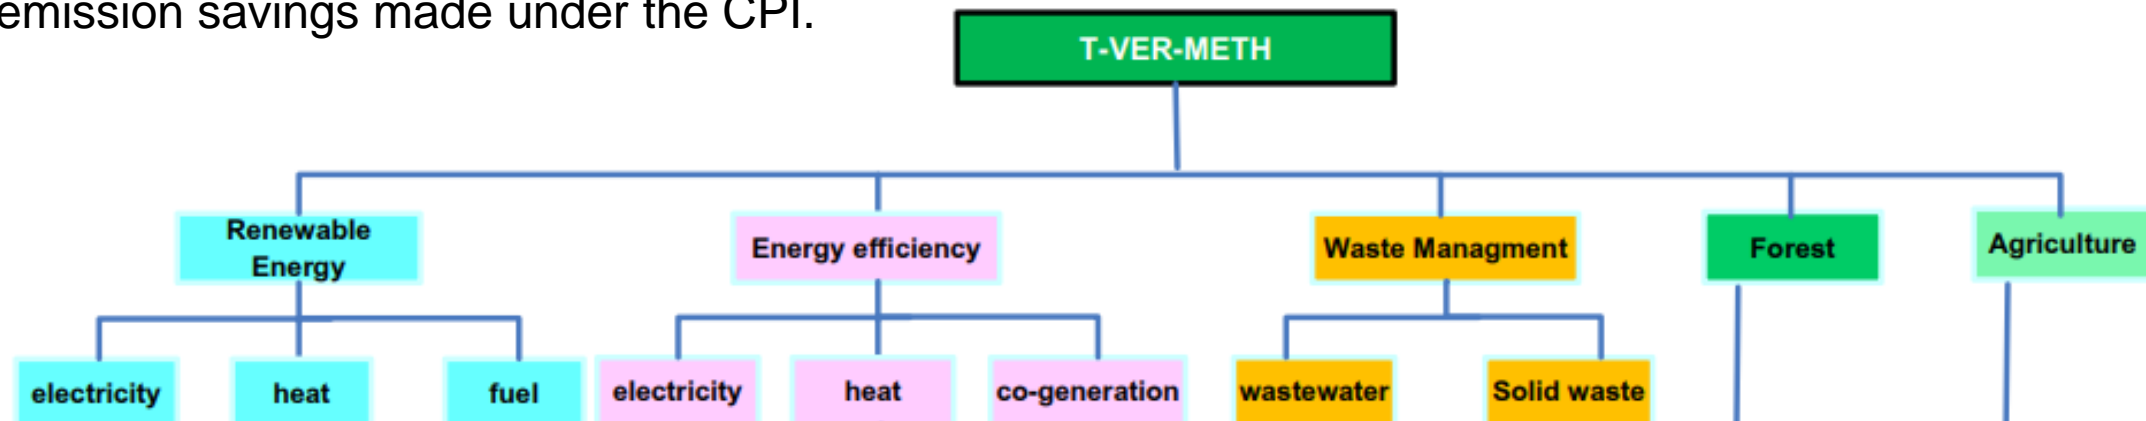 emission savings made under the CPI.
T-VER-METH
Renewable
Energy
Energy efficiency
Waste Managment
Forest
Agriculture
electricity
heat
fuel
electricity
heat
co-generation
wastewater
Solid waste